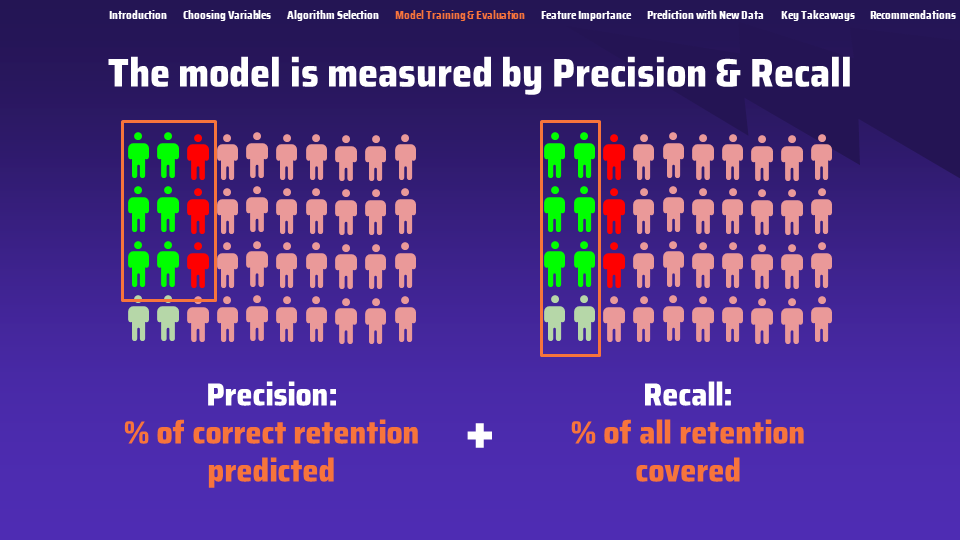 Introduction Choosing Variables Algorithm Selection Model Training & Evaluation Feature Importance Prediction with New Data Key Takeaways Recommendations
The model is measured by Precision & Recall
Precision:
% of correct retention
predicted
+
Recall:
% of all retention
covered